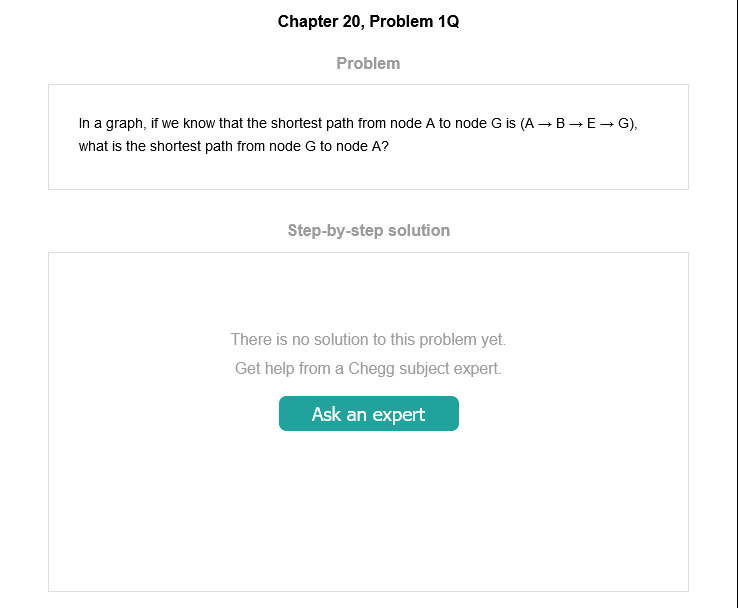 Chapter 20, Problem 1Q
Problem
In a graph, if we know that the shortest path from node A to node G is (A → B → E → G),
what is the shortest path from node G to node A?
Step-by-step solution
There is no solution to this problem yet.
Get help from a Chegg subject expert.
Ask an expert